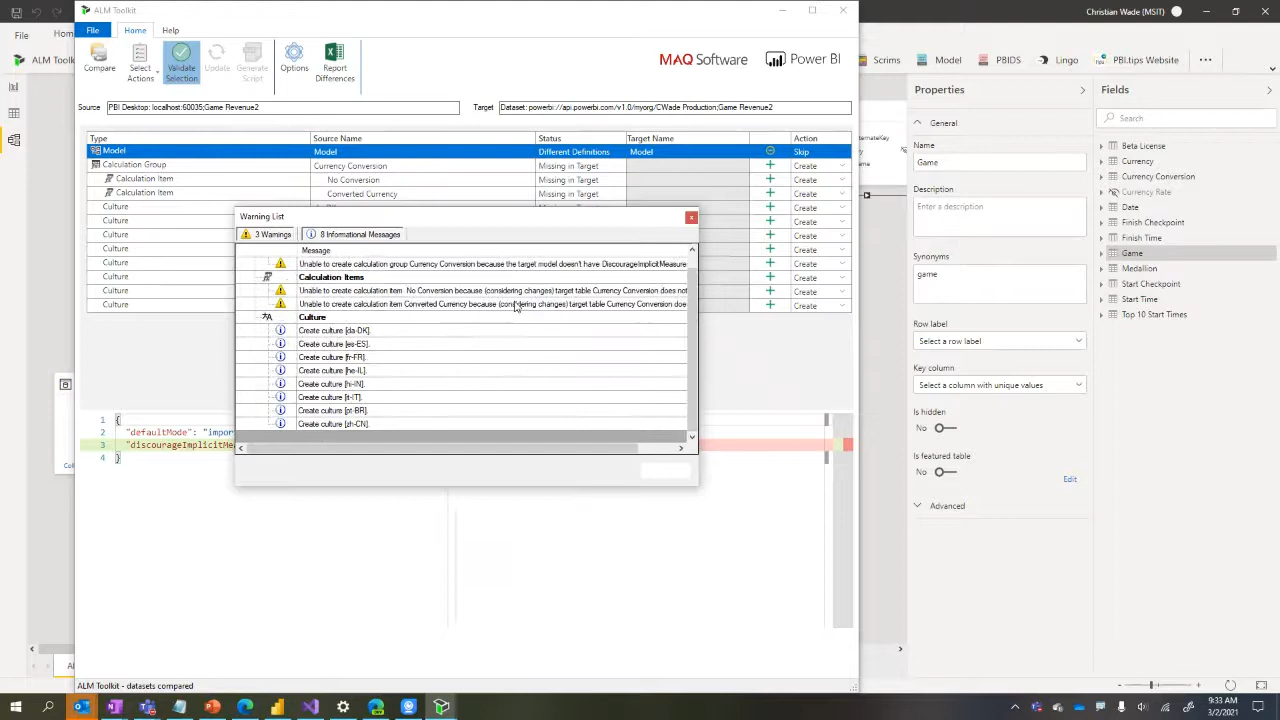 ALM Toolkit
Christian Wade (MSIT)
File
Home
ALM Toolkit
File
Home
Help
Compare
Select Actions
Validate Selection
Update
Generate Script
Options
Report Differences
MAQ Software
Power BI
Scrims
Model
PBIDS
Lingo
PBI.tips Website
Source
PBI Desktop: localhost:60035;Game Revenue2
Target
Dataset: powerbi://api.powerbi.com/v1.0/myorg/CWade Production;Game Revenue2
Type Source Name Status Target Name Action
Model Model Different Definitions Model Skip
Calculation Group Currency Conversion Missing in Target Create
Calculation Item No Conversion Missing in Target Create
Calculation Item Converted Currency Missing in Target Create
Culture Create
Culture Create
Culture Create
Culture Create
Culture Create
Culture Create
Culture Create
Culture Create
Warning List
3 Warnings
8 Informational Messages
Message
Unable to create calculation group Currency Conversion because the target model doesn't have DiscourageImplicitMeasure
Calculation Items
Unable to create calculation item No Conversion because (considering changes) target table Currency Conversion does not
Unable to create calculation item Converted Currency because (considering changes) target table Currency Conversion doe
Culture
Create culture [da-DK].
Create culture [es-ES].
Create culture [fr-FR].
Create culture [he-IL].
Create culture [hi-IN].
Create culture [it-IT].
Create culture [pt-BR].
Create culture [zh-CN].
1 {
2 "defaultMode": "impor
3 "discourageImplicitMe
4 }
ALM Toolkit - datasets compared
Properties
General
Name
Game
Description
Enter a description
Synonyms
game
Row label
Select a row label
Key column
Select a column with unique values
Is hidden
No
Is featured table
No
Edit
Advanced
Fields
Search
Beta License
Currency
Currency Conversion
Currency Rate
Date
Finish Checkpoint
Finish Time
Game
Medallion
Start Checkpoint
Start Time
Top 10 Start Times
9:33 AM
3/2/2021